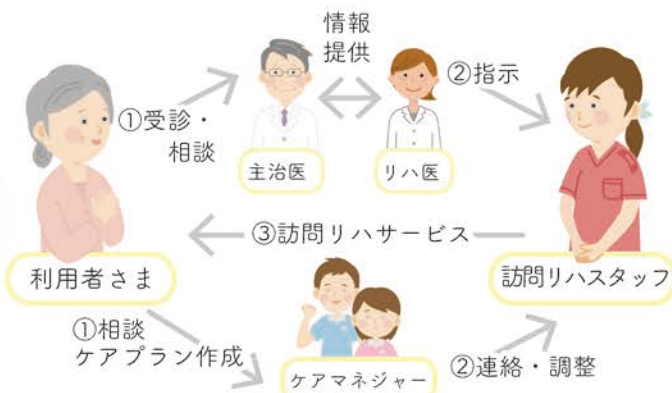 情報
提供
①受診・
相談
②指示
主治医
リハ医
③訪問リハサービス
利用者さま
訪問リハスタッフ
①相談
ケアプラン作成
ケアマネジャー
②連絡・調整